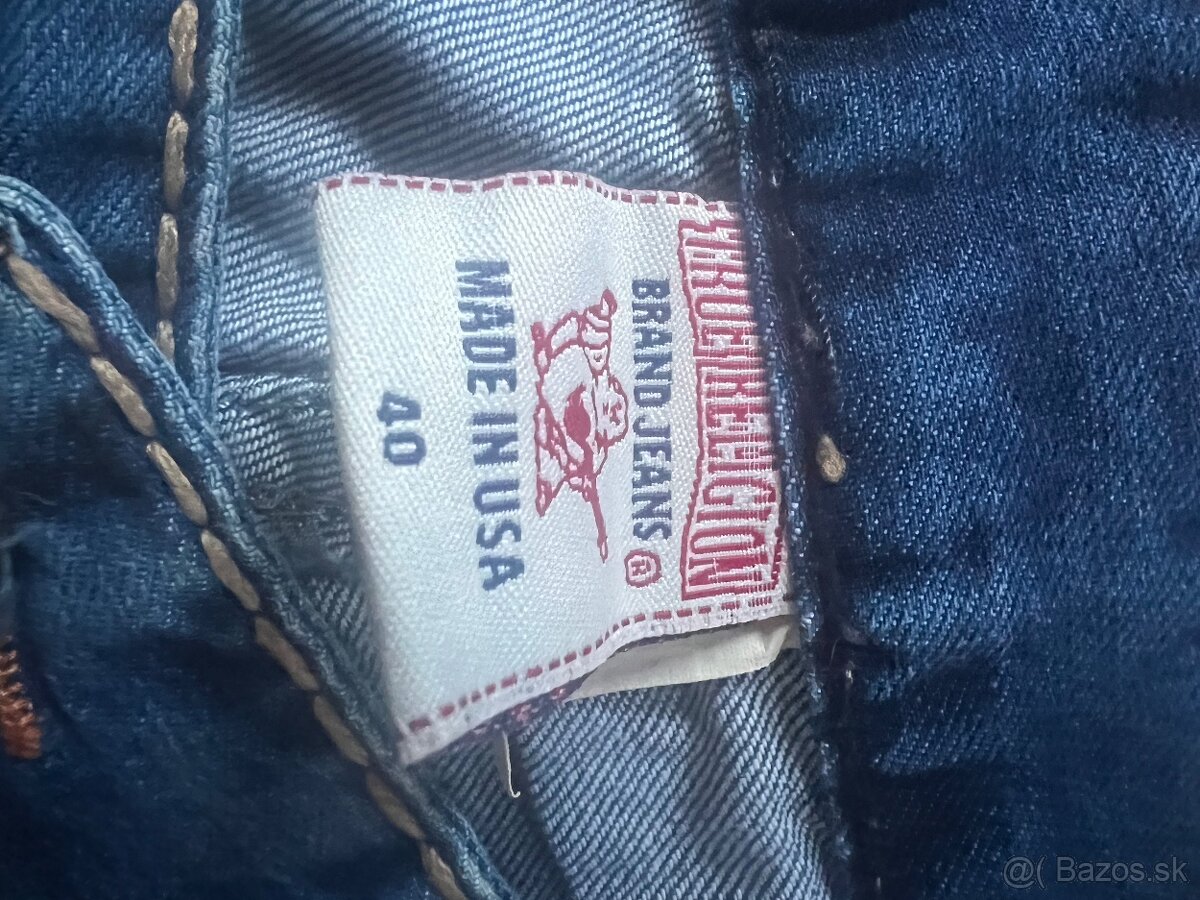 TRUE RELIGION
BRAND JEANS ®
MADE IN USA
40
@( Bazos.sk